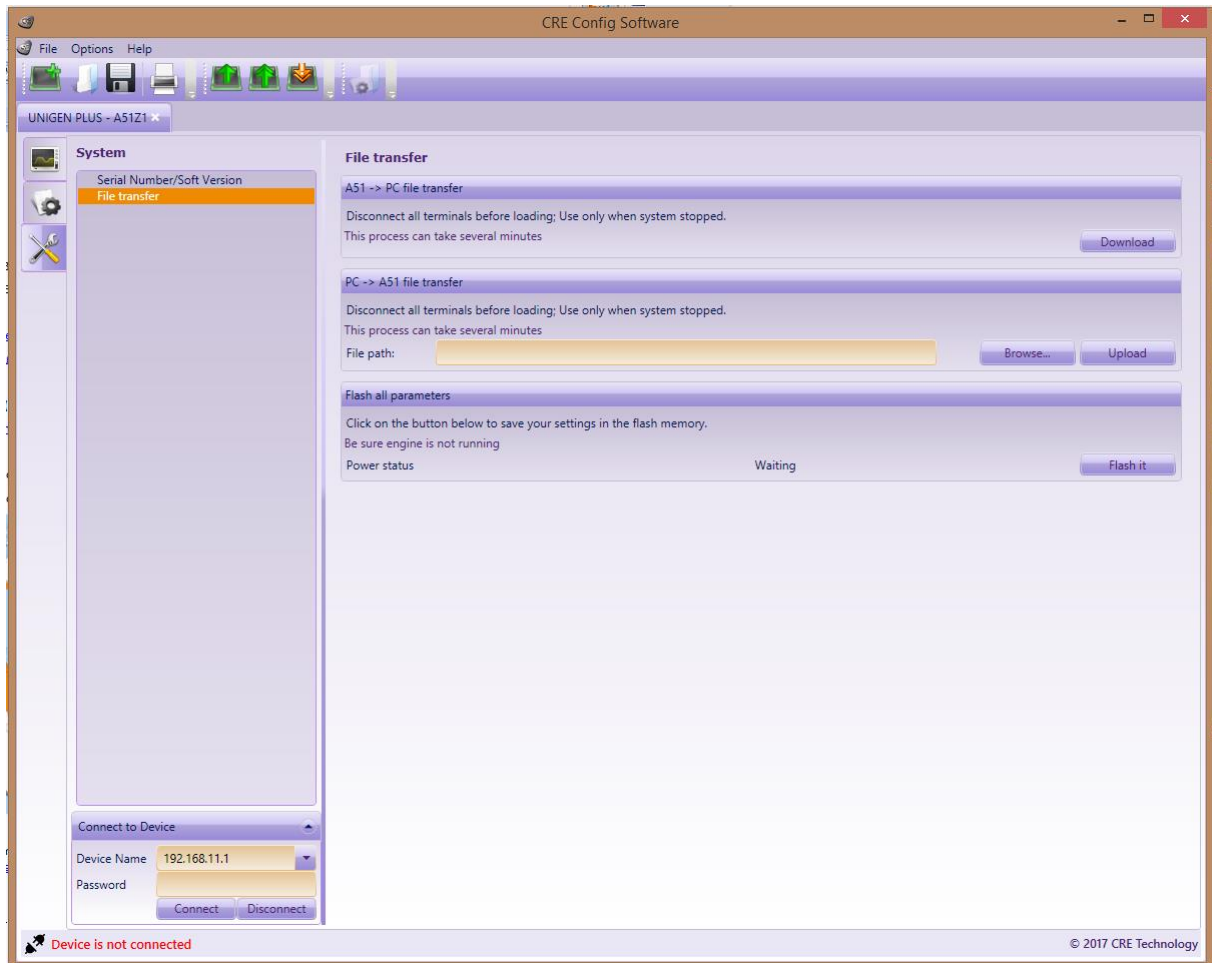 CRE Config Software
File Options Help
UNIGEN PLUS - A51Z1
System
Serial Number/Soft Version
File transfer
File transfer
A51 -> PC file transfer
Disconnect all terminals before loading; Use only when system stopped.
This process can take several minutes
Download
PC -> A51 file transfer
Disconnect all terminals before loading; Use only when system stopped.
This process can take several minutes
File path: Browse... Upload
Flash all parameters
Click on the button below to save your settings in the flash memory.
Be sure engine is not running
Power status Waiting Flash it
Connect to Device
Device Name 192.168.11.1
Password
Connect Disconnect
Device is not connected © 2017 CRE Technology